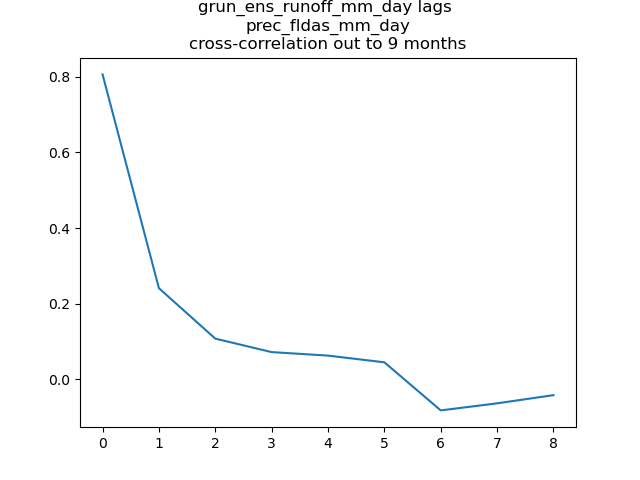 grun_ens_runoff_mm_day lags
prec_fldas_mm_day
cross-correlation out to 9 months
0.8
0.6
0.4
0.2
0.0
0 1 2 3 4 5 6 7 8